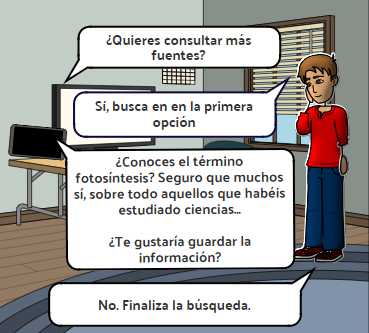 ¿Quieres consultar más
fuentes?
Sí, busca en en la primera
opción
¿Conoces el término
fotosíntesis? Seguro que muchos
sí, sobre todo aquellos que habéis
estudiado ciencias...
¿Te gustaría guardar la
información?
No. Finaliza la búsqueda.